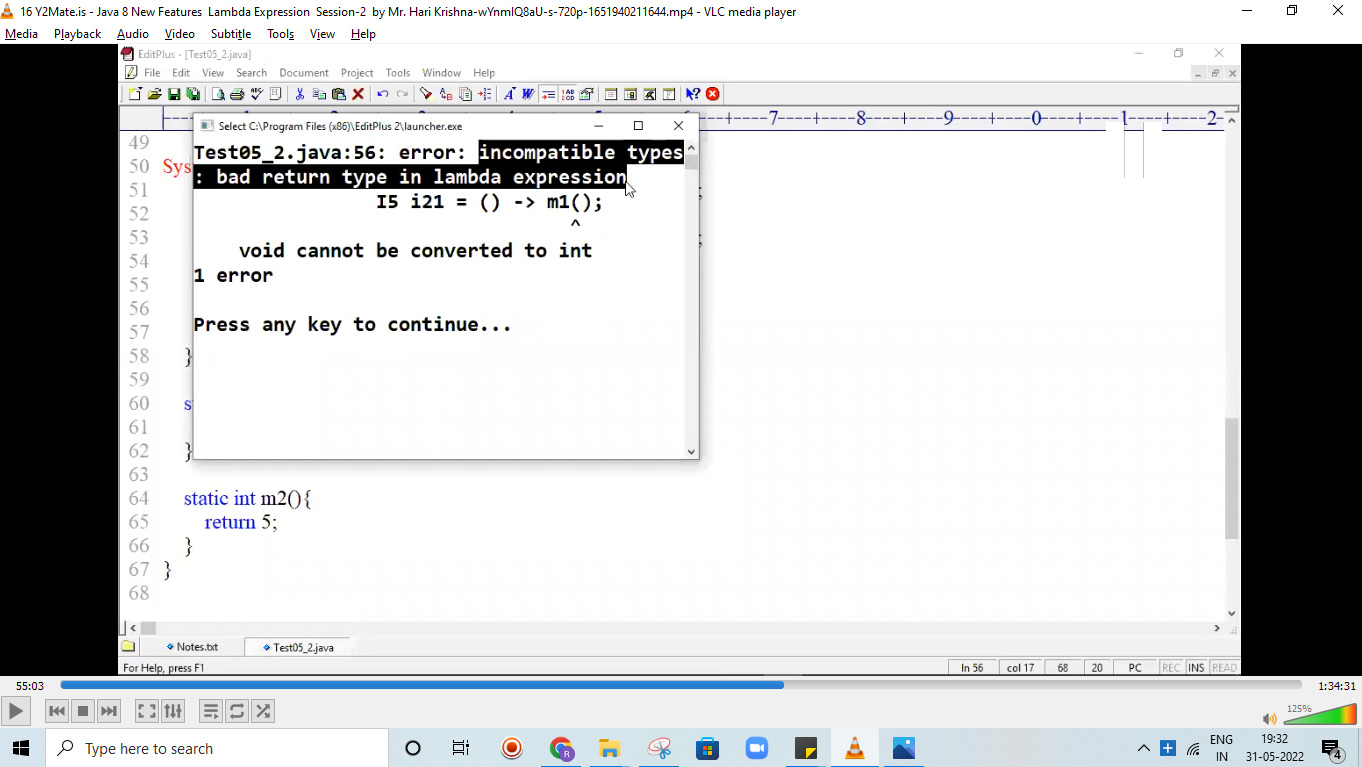 16 Y2Mate.is - Java 8 New Features Lambda Expression Session-2 by Mr. Hari Krishna-wYnmIQ8aU-s-720p-1651940211644.mp4 - VLC media player
Media Playback Audio Video Subtitle Tools View Help
EditPlus - [Test05_2.java]
File Edit View Search Document Project Tools Window Help
----7----+----8----+----9----+----0----+----1----+----2-
Select C:\Program Files (x86)\EditPlus 2\launcher.exe
Test05_2.java:56: error: incompatible types
: bad return type in lambda expression
I5 i21 = () -> m1();
^
void cannot be converted to int
1 error
Press any key to continue...
49
50 Sys
51 ;
52
53 ;
54
55
56
57
58 }
59
60 s
61
62 }
63
64 static int m2(){
65 return 5;
66 }
67 }
68
Notes.txt Test05_2.java
For Help, press F1 ln 56 col 17 68 20 PC REC INS READ
55:03 1:34:31
125%
Type here to search
ENG
IN
19:32
31-05-2022
4